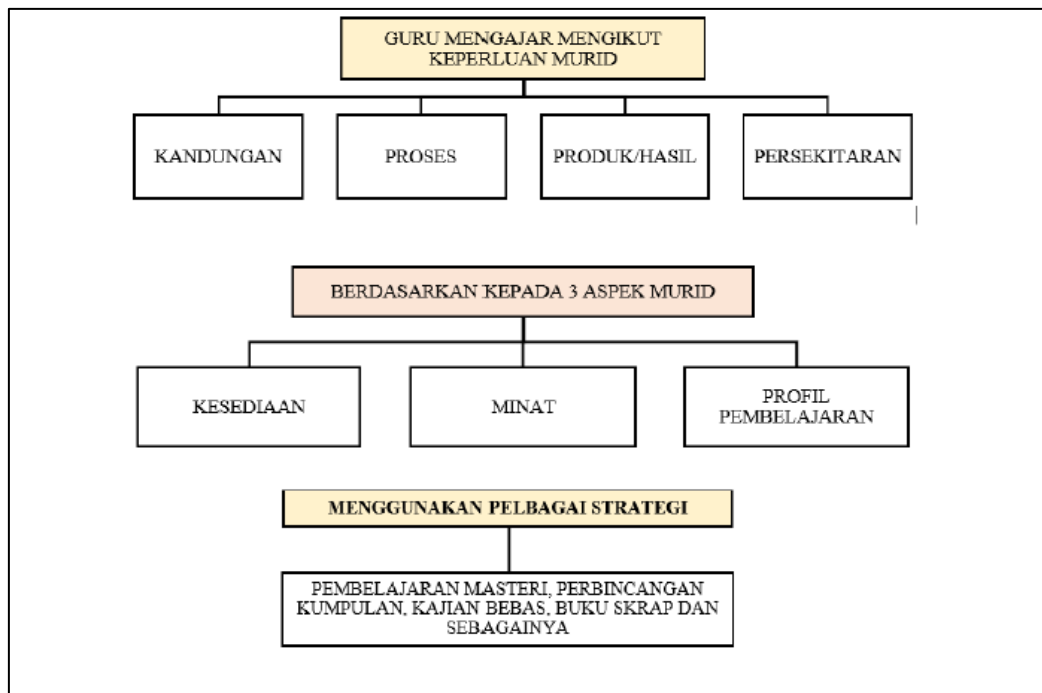 GURU MENGAJAR MENGIKUT
KEPERLUAN MURID
KANDUNGAN
PROSES
PRODUK/HASIL
PERSEKITARAN
BERDASARKAN KEPADA 3 ASPEK MURID
KESEDIAAN
MINAT
PROFIL
PEMBELAJARAN
MENGGUNAKAN PELBAGAI STRATEGI
PEMBELAJARAN MASTERI, PERBINCANGAN
KUMPULAN, KAJIAN BEBAS, BUKU SKRAP DAN
SEBAGAINYA